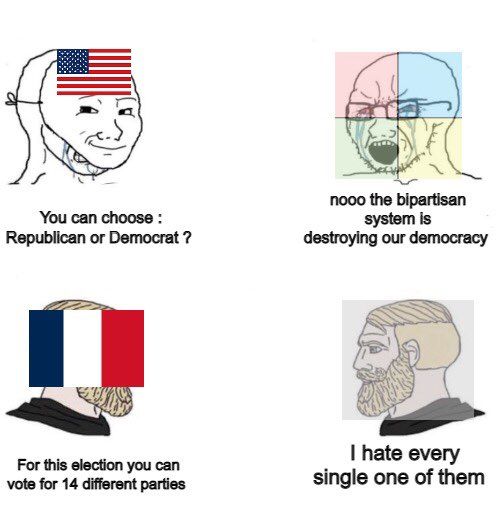 You can choose :
Republican or Democrat ?
nooo the bipartisan
system is
destroying our democracy
For this election you can
vote for 14 different parties
I hate every
single one of them